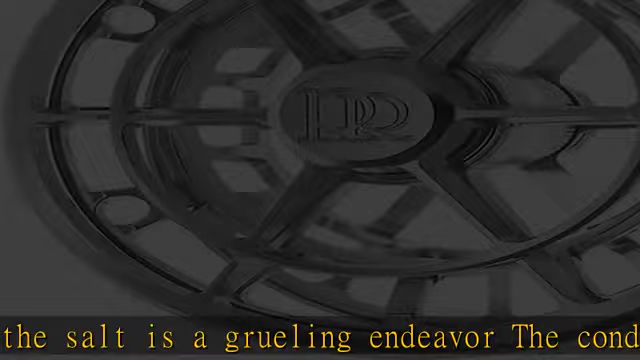 the salt is a grueling endeavor The cond